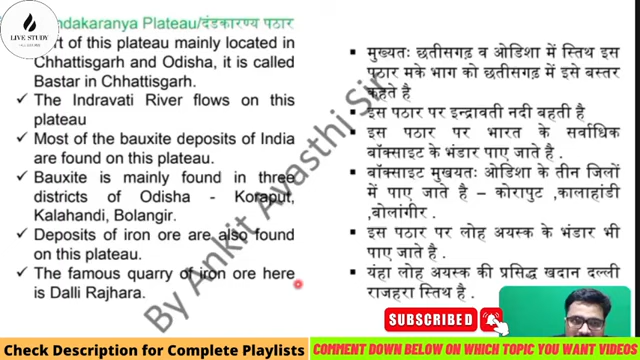 LIVE STUDY
ndakaranya Plateau/दंडकारण्य पठार
rt of this plateau mainly located in
Chhattisgarh and Odisha, it is called
Bastar in Chhattisgarh.
✓ The Indravati River flows on this
plateau
✓ Most of the bauxite deposits of India
are found on this plateau.
✓ Bauxite is mainly found in three
districts of Odisha - Koraput,
Kalahandi, Bolangir.
✓ Deposits of iron ore are also found
on this plateau.
✓ The famous quarry of iron ore here
is Dalli Rajhara.
▪ मुख्यतः छतीसगढ़ व ओडिशा में स्तिथ इस
पठार मके भाग को छतीसगढ़ में इसे बस्तर
कहते है
▪ इस पठार पर इन्द्रावती नदी बहती है
▪ इस पठार पर भारत के सर्वाधिक
बॉक्साइट के भंडार पाए जाते है .
▪ बॉक्साइट मुखयतः ओडिशा के तीन जिलों
में पाए जाते है – कोरापुट ,कालाहांडी
,बोलांगीर .
▪ इस पठार पर लोह अयस्क के भंडार भी
पाए जाते है .
▪ यंहा लोह अयस्क की प्रसिद्ध खदान दल्ली
राजहरा स्तिथ है .
By Ankit Avasthi Sir
SUBSCRIBED
Check Description for Complete Playlists
COMMENT DOWN BELOW ON WHICH TOPIC YOU WANT VIDEOS